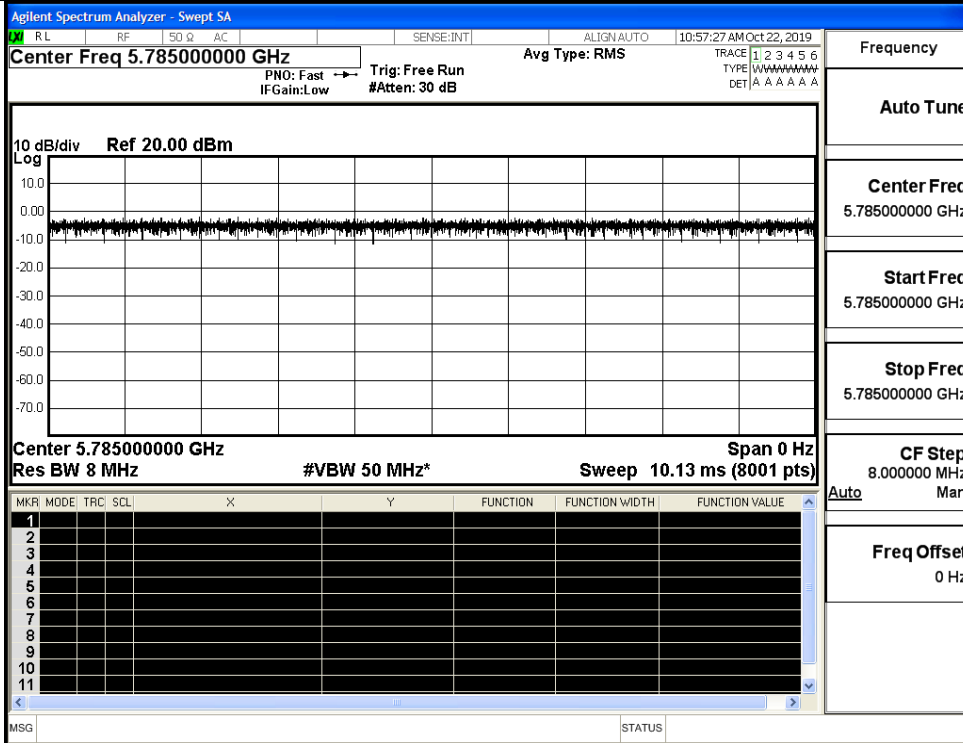 Agilent Spectrum Analyzer - Swept SA
LXI RL RF 50 Ω AC SENSE:INT ALIGN AUTO 10:57:27 AM Oct 22, 2019
Center Freq 5.785000000 GHz Avg Type: RMS TRACE 1 2 3 4 5 6
PNO: Fast Trig: Free Run TYPE WWWWWW
IFGain:Low #Atten: 30 dB DET A A A A A A
10 dB/div Ref 20.00 dBm
Log
10.0
0.00
-10.0
-20.0
-30.0
-40.0
-50.0
-60.0
-70.0
Center 5.785000000 GHz Span 0 Hz
Res BW 8 MHz #VBW 50 MHz* Sweep 10.13 ms (8001 pts)
MKR MODE TRC SCL X Y FUNCTION FUNCTION WIDTH FUNCTION VALUE
1
2
3
4
5
6
7
8
9
10
11
MSG STATUS
Frequency
Auto Tune
Center Freq
5.785000000 GHz
Start Freq
5.785000000 GHz
Stop Freq
5.785000000 GHz
CF Step
8.000000 MHz
Auto Man
Freq Offset
0 Hz